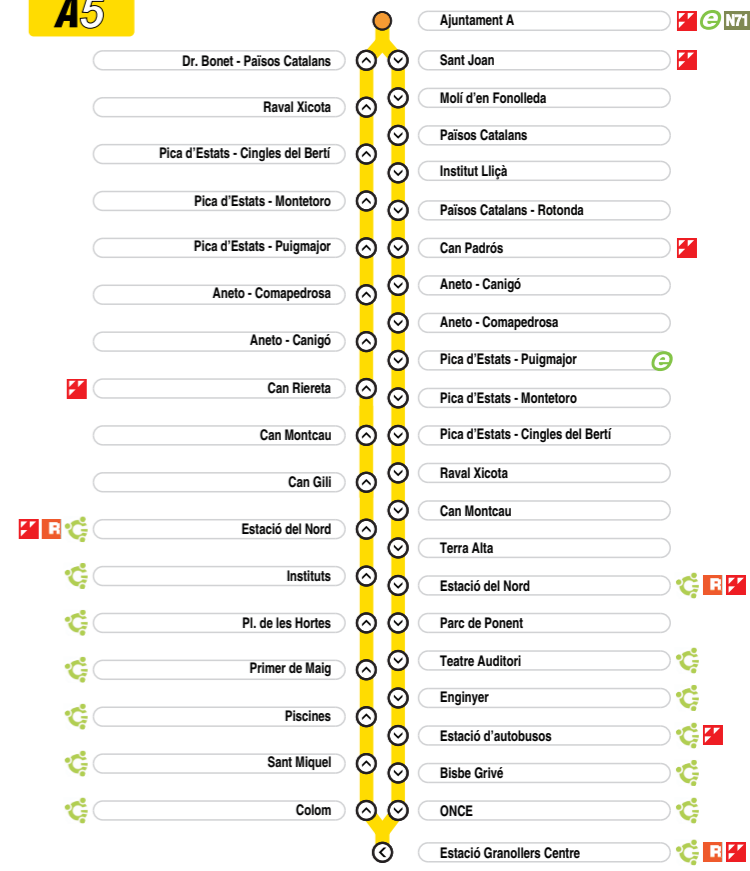 A5
Ajuntament A
e N71
Dr. Bonet - Països Catalans
Sant Joan
Raval Xicota
Molí d'en Fonolleda
Països Catalans
Pica d'Estats - Cingles del Bertí
Institut Lliçà
Pica d'Estats - Montetoro
Països Catalans - Rotonda
Pica d'Estats - Puigmajor
Can Padrós
Aneto - Comapedrosa
Aneto - Canigó
Aneto - Canigó
Aneto - Comapedrosa
Pica d'Estats - Puigmajor e
Can Riereta
Pica d'Estats - Montetoro
Can Montcau
Pica d'Estats - Cingles del Bertí
Can Gili
Raval Xicota
Can Montcau
R Estació del Nord
Terra Alta
Instituts
Estació del Nord R
Pl. de les Hortes
Parc de Ponent
Primer de Maig
Teatre Auditori
Piscines
Enginyer
Estació d'autobusos
Sant Miquel
Bisbe Grivé
Colom
ONCE
Estació Granollers Centre R